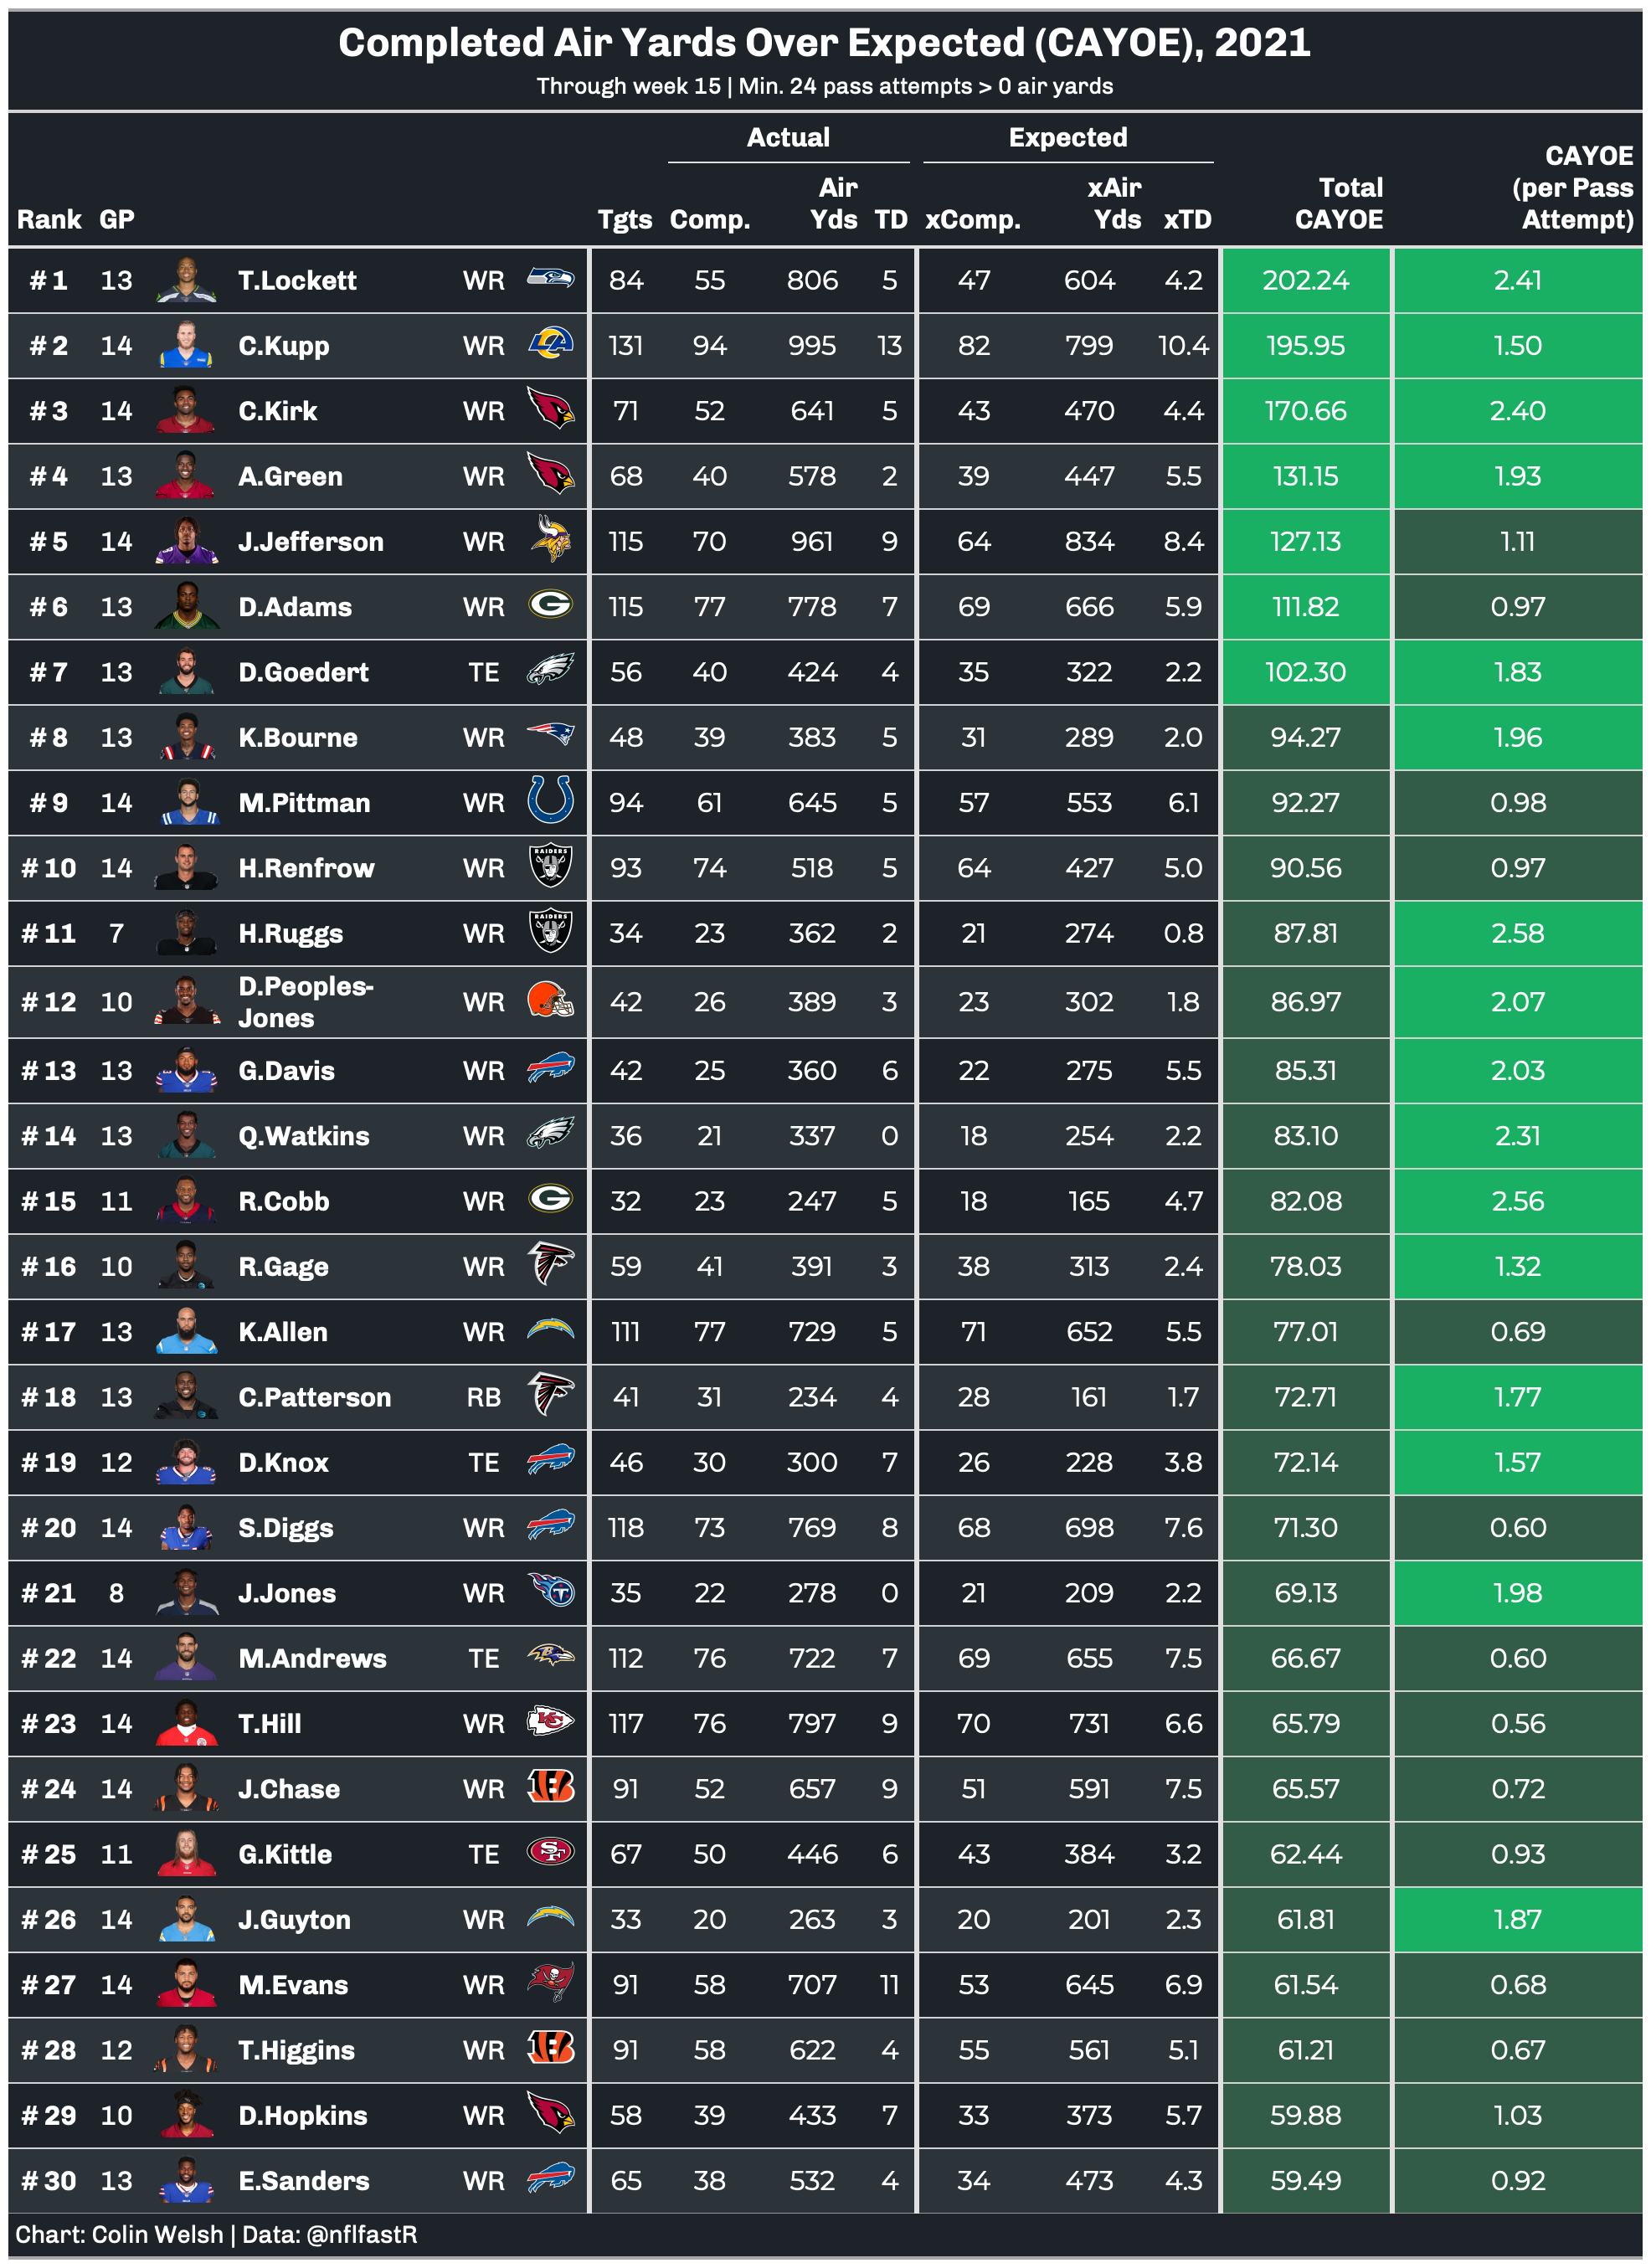 Completed Air Yards Over Expected (CAYOE), 2021
Through week 15 | Min. 24 pass attempts > 0 air yards
Actual Expected
Rank GP Tgts Comp. Air Yds TD xComp. xAir Yds xTD Total CAYOE CAYOE (per Pass Attempt)
# 1 13 T.Lockett WR 84 55 806 5 47 604 4.2 202.24 2.41
# 2 14 C.Kupp WR 131 94 995 13 82 799 10.4 195.95 1.50
# 3 14 C.Kirk WR 71 52 641 5 43 470 4.4 170.66 2.40
# 4 13 A.Green WR 68 40 578 2 39 447 5.5 131.15 1.93
# 5 14 J.Jefferson WR 115 70 961 9 64 834 8.4 127.13 1.11
# 6 13 D.Adams WR 115 77 778 7 69 666 5.9 111.82 0.97
# 7 13 D.Goedert TE 56 40 424 4 35 322 2.2 102.30 1.83
# 8 13 K.Bourne WR 48 39 383 5 31 289 2.0 94.27 1.96
# 9 14 M.Pittman WR 94 61 645 5 57 553 6.1 92.27 0.98
# 10 14 H.Renfrow WR RAIDERS 93 74 518 5 64 427 5.0 90.56 0.97
# 11 7 H.Ruggs WR RAIDERS 34 23 362 2 21 274 0.8 87.81 2.58
# 12 10 D.Peoples-Jones WR 42 26 389 3 23 302 1.8 86.97 2.07
# 13 13 G.Davis WR 42 25 360 6 22 275 5.5 85.31 2.03
# 14 13 Q.Watkins WR 36 21 337 0 18 254 2.2 83.10 2.31
# 15 11 R.Cobb WR G 32 23 247 5 18 165 4.7 82.08 2.56
# 16 10 R.Gage WR 59 41 391 3 38 313 2.4 78.03 1.32
# 17 13 K.Allen WR 111 77 729 5 71 652 5.5 77.01 0.69
# 18 13 C.Patterson RB 41 31 234 4 28 161 1.7 72.71 1.77
# 19 12 D.Knox TE 46 30 300 7 26 228 3.8 72.14 1.57
# 20 14 S.Diggs WR 118 73 769 8 68 698 7.6 71.30 0.60
# 21 8 J.Jones WR 35 22 278 0 21 209 2.2 69.13 1.98
# 22 14 M.Andrews TE 112 76 722 7 69 655 7.5 66.67 0.60
# 23 14 T.Hill WR KC 117 76 797 9 70 731 6.6 65.79 0.56
# 24 14 J.Chase WR 91 52 657 9 51 591 7.5 65.57 0.72
# 25 11 G.Kittle TE SF 67 50 446 6 43 384 3.2 62.44 0.93
# 26 14 J.Guyton WR 33 20 263 3 20 201 2.3 61.81 1.87
# 27 14 M.Evans WR 91 58 707 11 53 645 6.9 61.54 0.68
# 28 12 T.Higgins WR 91 58 622 4 55 561 5.1 61.21 0.67
# 29 10 D.Hopkins WR 58 39 433 7 33 373 5.7 59.88 1.03
# 30 13 E.Sanders WR 65 38 532 4 34 473 4.3 59.49 0.92
Chart: Colin Welsh | Data: @nflfastR